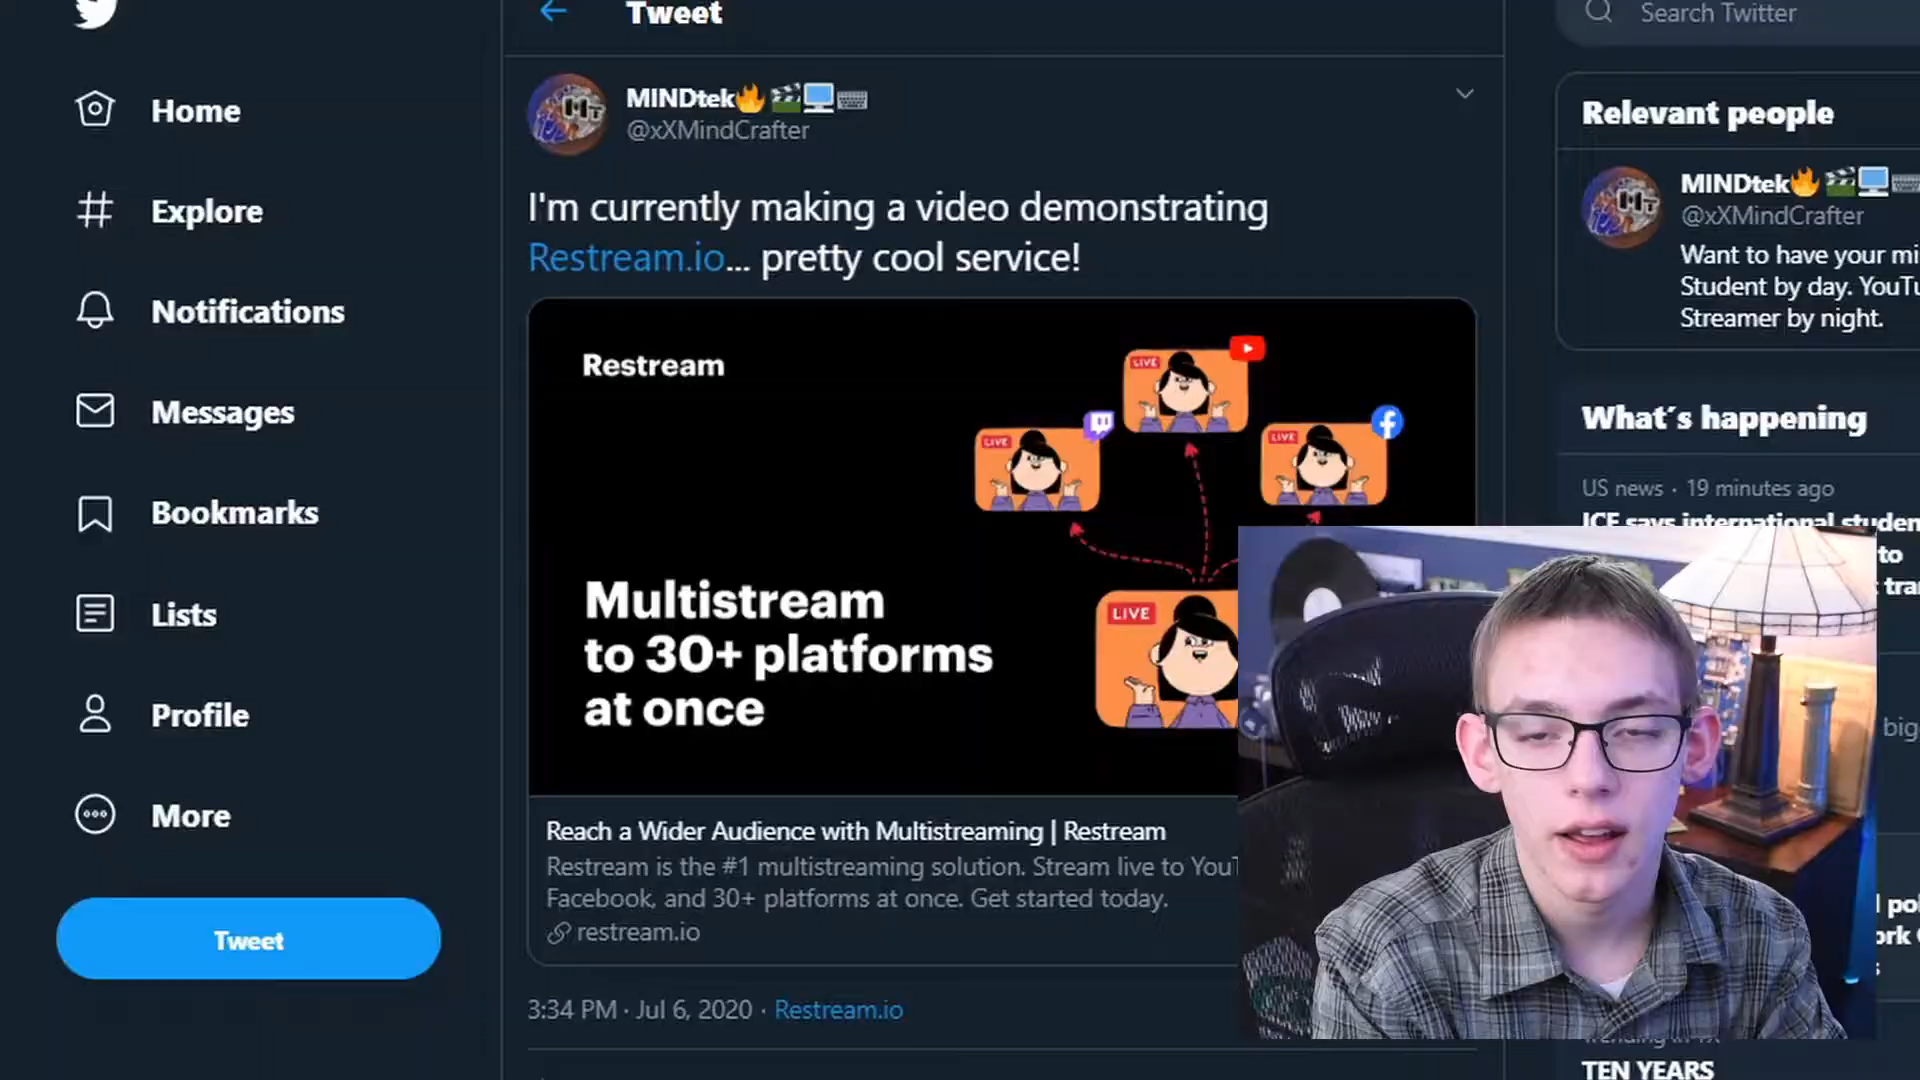 Tweet
Search Twitter
Home
Explore
Notifications
Messages
Bookmarks
Lists
Profile
More
Tweet
MINDtek🔥🎬🖥️⌨️
@xXMindCrafter
I'm currently making a video demonstrating
Restream.io... pretty cool service!
Restream
LIVE
LIVE
LIVE
LIVE
Multistream
to 30+ platforms
at once
Reach a Wider Audience with Multistreaming | Restream
Restream is the #1 multistreaming solution. Stream live to
Facebook, and 30+ platforms at once. Get started today.
restream.io
3:34 PM · Jul 6, 2020 · Restream.io
Relevant people
MINDtek🔥🎬🖥️⌨️
@xXMindCrafter
Want to have your
Student by day.
Streamer by night.
What's happening
US news · 19 minutes ago
ICE says international
to
TEN YEARS